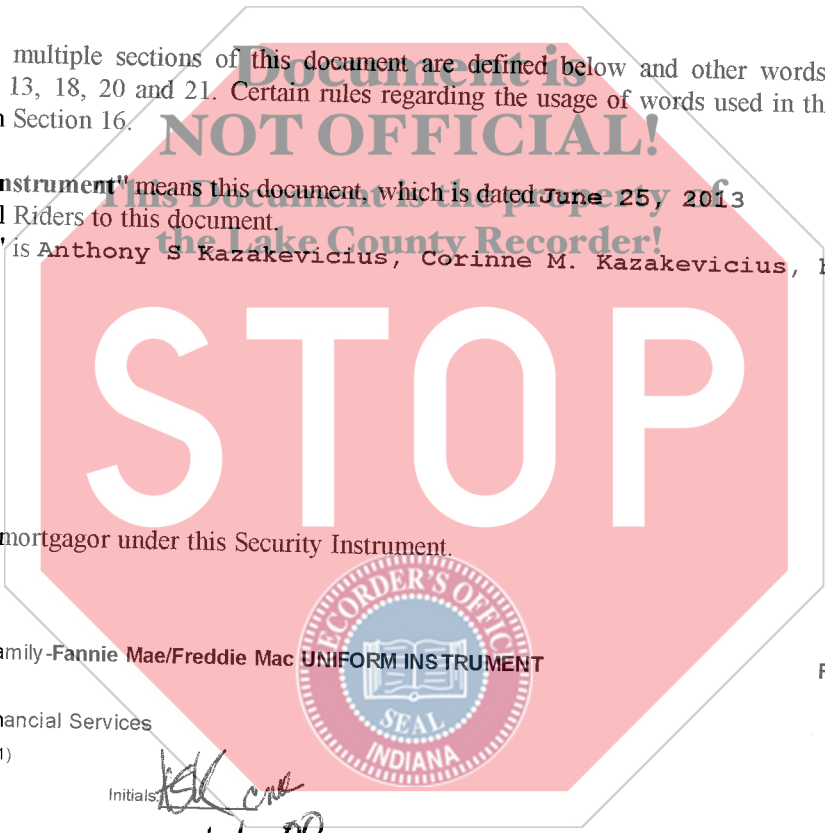 multiple sections of this document are defined below and other words
Document is
13, 18, 20 and 21. Certain rules regarding the usage of words used in th
n Section 16.
NOT OFFICIAL!
nstrument" means this document, which is dated June 25, 2013
This Document is the property of
l Riders to this document.
the Lake County Recorder!
" is Anthony S Kazakevicius, Corinne M. Kazakevicius, h
STOP
mortgagor under this Security Instrument.
RECORDER'S OFFICE
amily-Fannie Mae/Freddie Mac UNIFORM INSTRUMENT
F
nancial Services
SEAL
1)
INDIANA
Initials: